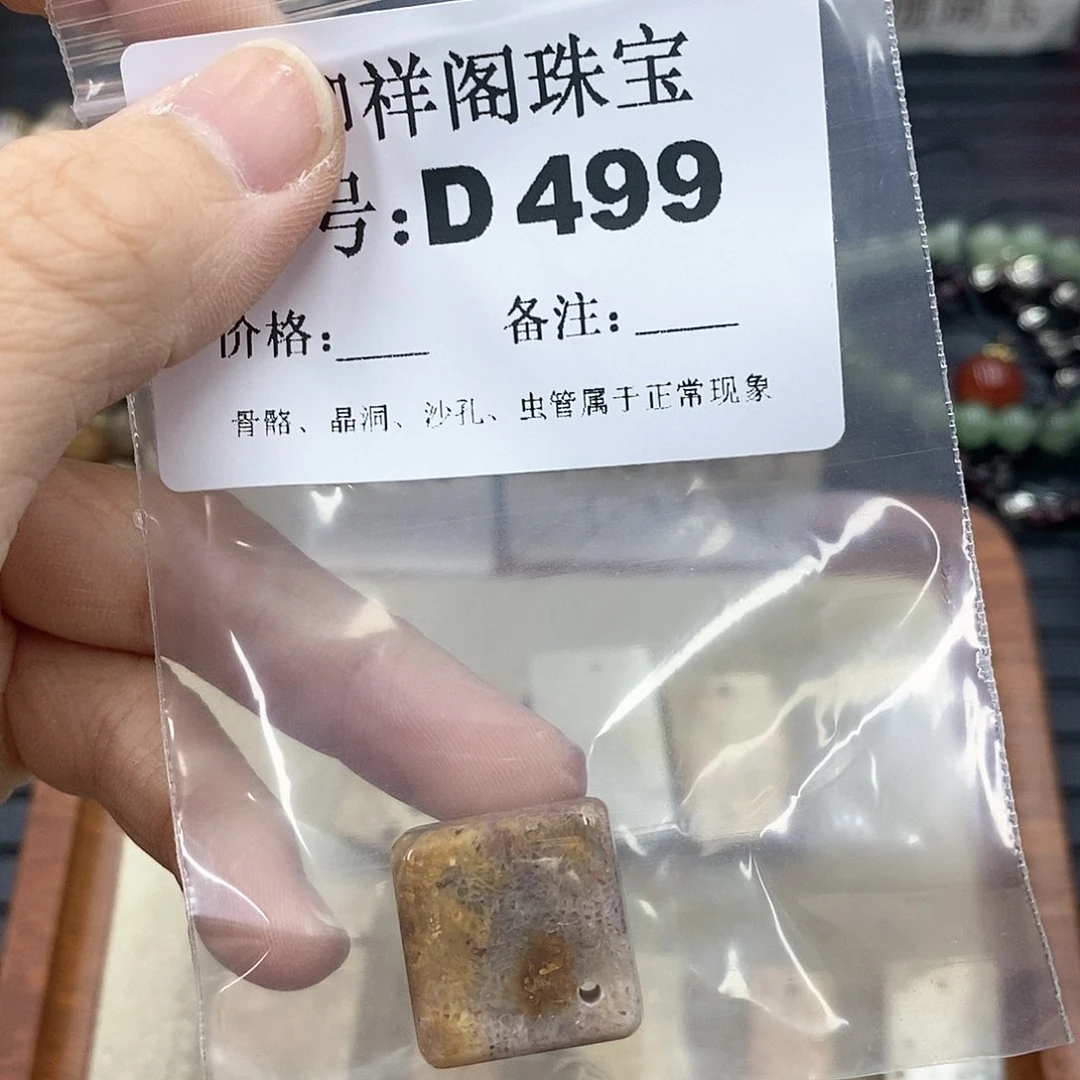 祥阁珠宝
号:D 499
价格:____ 备注:____
骨骼、晶洞、沙孔、虫管属于正常现象